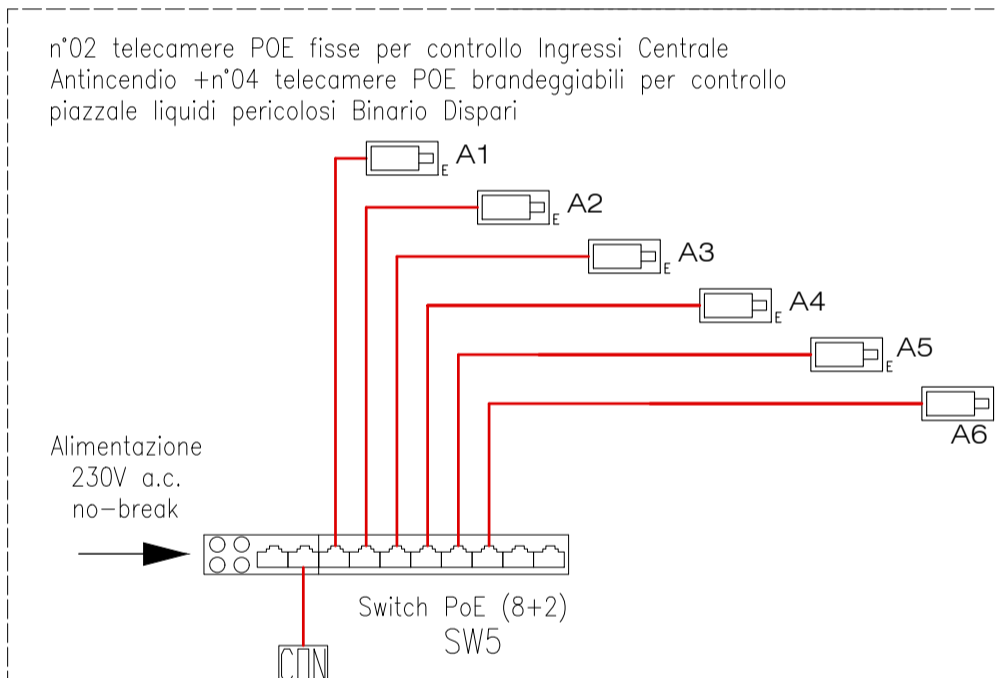 n°02 telecamere POE fisse per controllo Ingressi Centrale
Antincendio +n°04 telecamere POE brandeggiabili per controllo
piazzale liquidi pericolosi Binario Dispari
A1
E
A2
E
A3
E
A4
E
A5
E
A6
Alimentazione
230V a.c.
no-break
Switch PoE (8+2)
SW5
CON